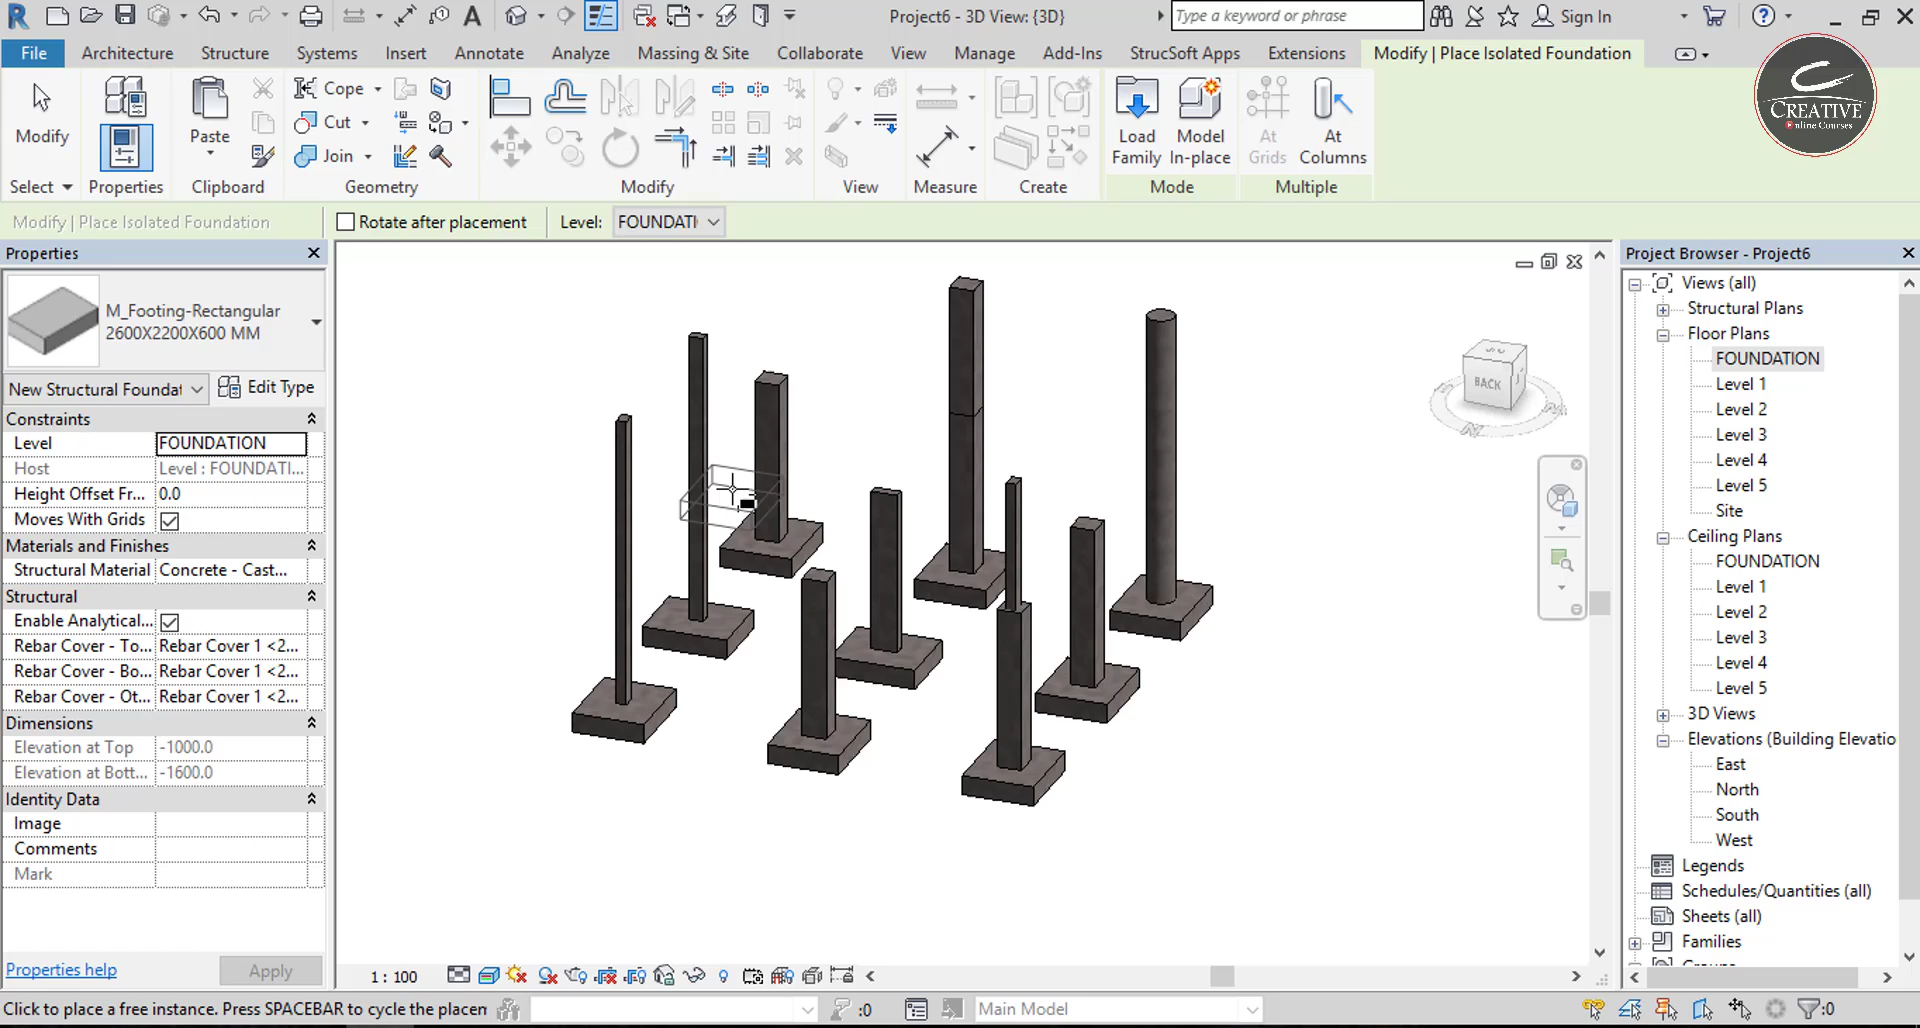 Project6 - 3D View: {3D}
Type a keyword or phrase
Sign In
File
Architecture
Structure
Systems
Insert
Annotate
Analyze
Massing & Site
Collaborate
View
Manage
Add-Ins
StrucSoft Apps
Extensions
Modify | Place Isolated Foundation
CREATIVE
Online Courses
Modify
Paste
Cope
Cut
Join
Load Family
Model In-place
At Grids
At Columns
Select
Properties
Clipboard
Geometry
Modify
View
Measure
Create
Mode
Multiple
Modify | Place Isolated Foundation
Rotate after placement
Level:
FOUNDATI
Properties
M_Footing-Rectangular
2600X2200X600 MM
New Structural Foundat
Edit Type
Constraints
Level
FOUNDATION
Host
Level : FOUNDATI...
Height Offset Fr...
0.0
Moves With Grids
Materials and Finishes
Structural Material
Concrete - Cast...
Structural
Enable Analytical...
Rebar Cover - To...
Rebar Cover 1 <2...
Rebar Cover - Bo...
Rebar Cover 1 <2...
Rebar Cover - Ot...
Rebar Cover 1 <2...
Dimensions
Elevation at Top
-1000.0
Elevation at Bott...
-1600.0
Identity Data
Image
Comments
Mark
Properties help
Apply
BACK
Project Browser - Project6
Views (all)
Structural Plans
Floor Plans
FOUNDATION
Level 1
Level 2
Level 3
Level 4
Level 5
Site
Ceiling Plans
FOUNDATION
Level 1
Level 2
Level 3
Level 4
Level 5
3D Views
Elevations (Building Elevatio
East
North
South
West
Legends
Schedules/Quantities (all)
Sheets (all)
Families
1 : 100
Click to place a free instance. Press SPACEBAR to cycle the placem
:0
Main Model
:0